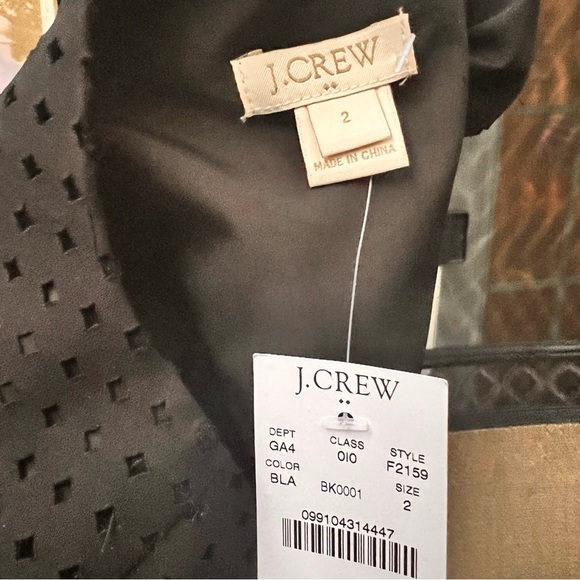 J.CREW
2
MADE IN CHINA
J.CREW
DEPT CLASS STYLE
GA4 010 F2159
COLOR BK0001 SIZE
BLA 2
099104314447